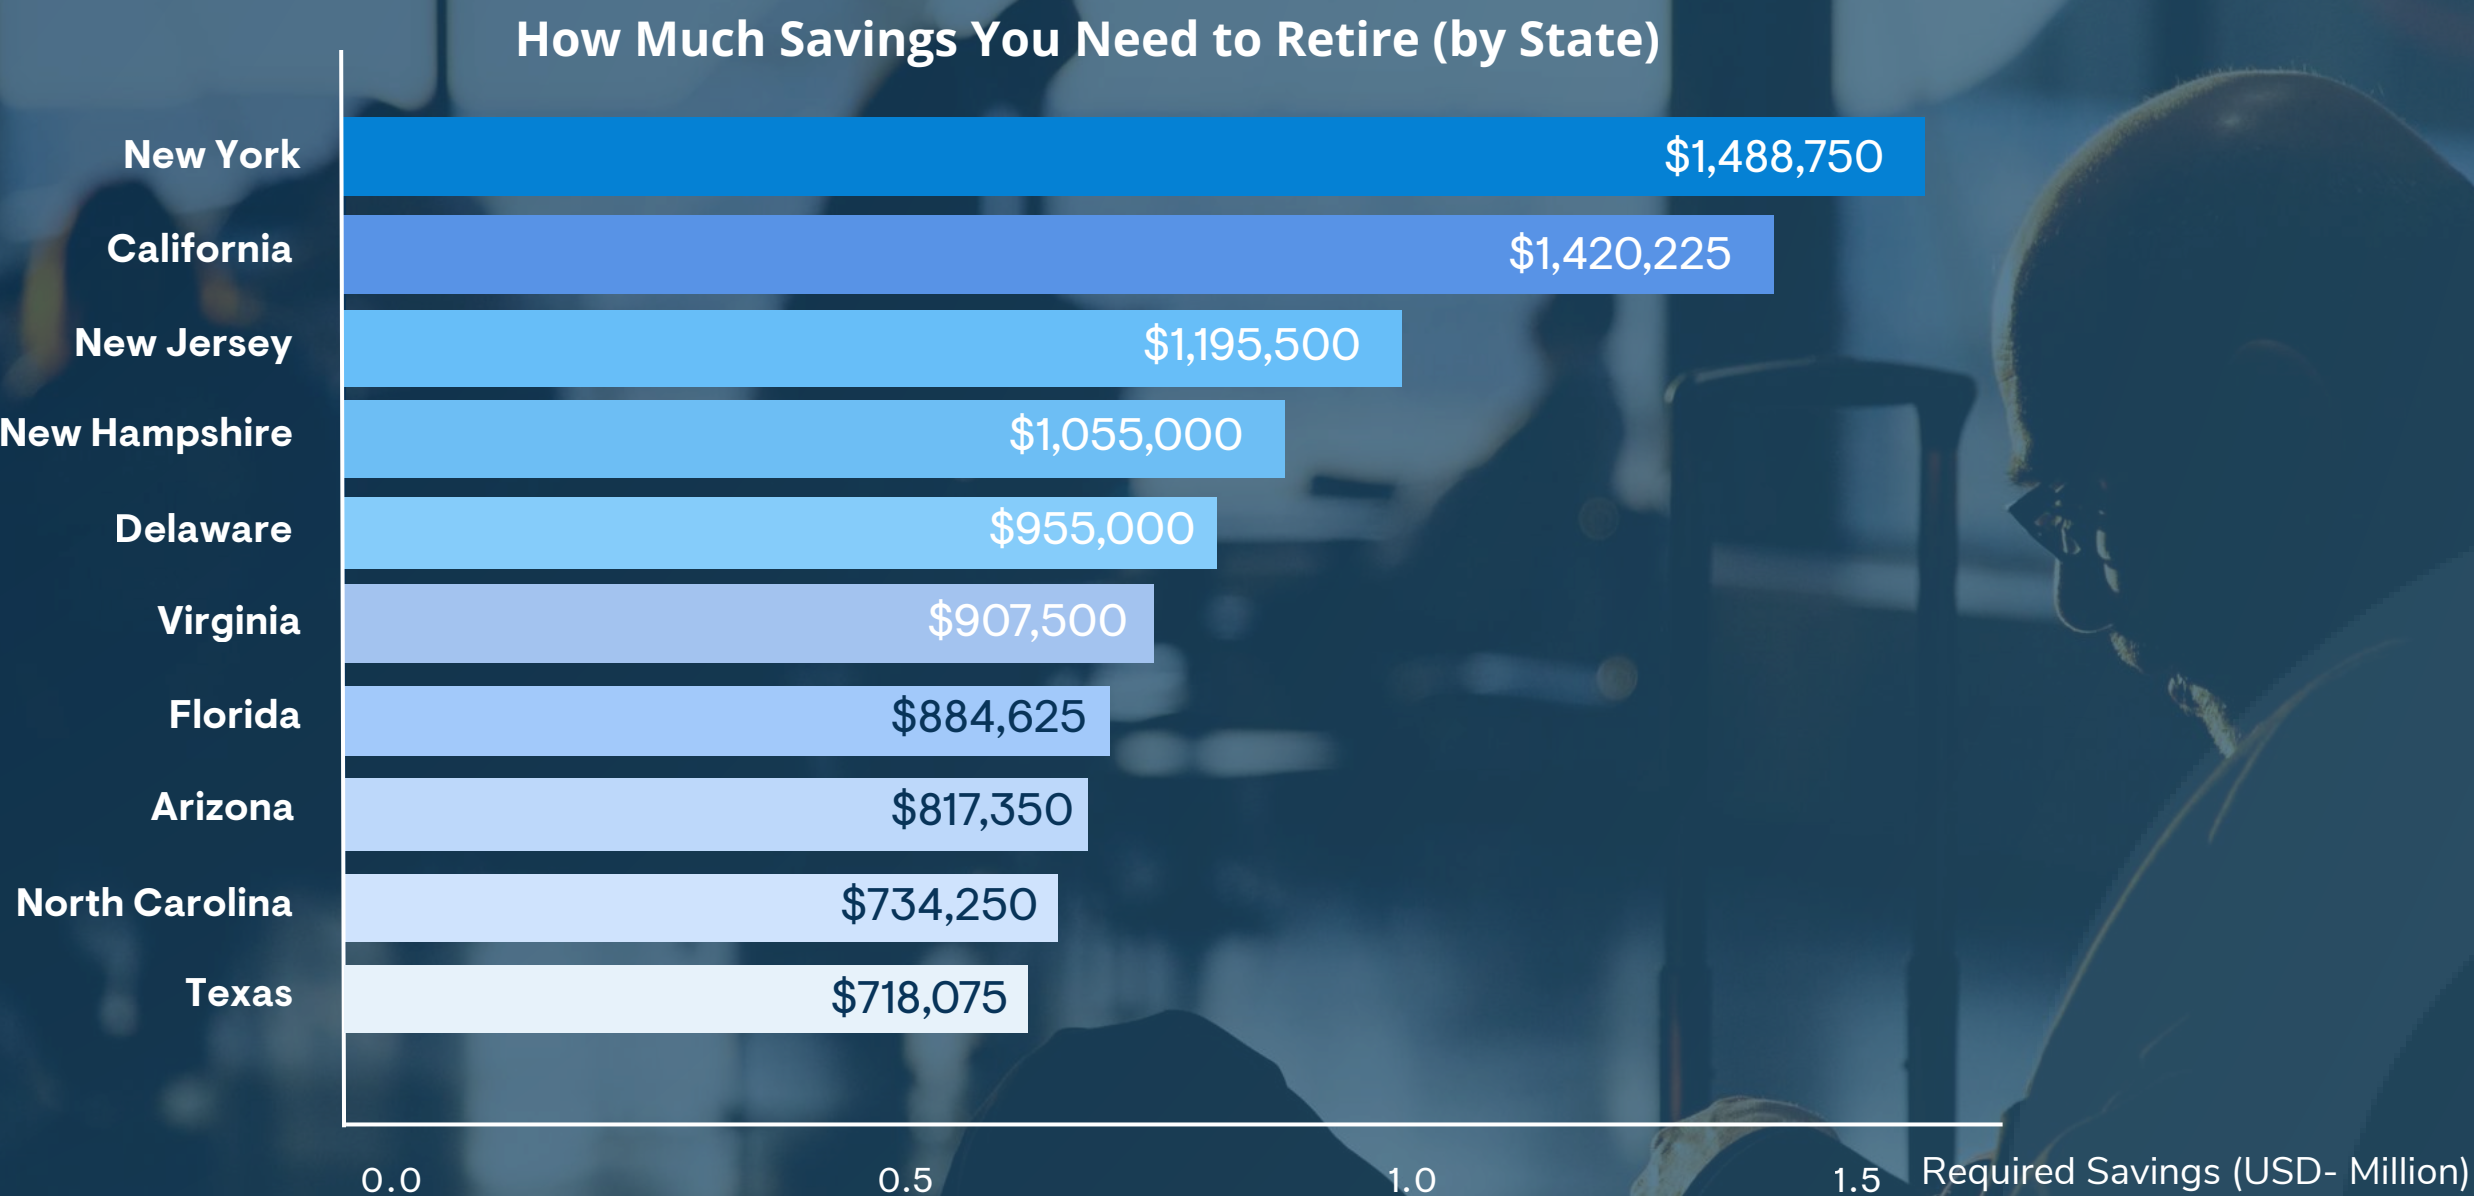 How Much Savings You Need to Retire (by State)
New York $1,488,750
California $1,420,225
New Jersey $1,195,500
New Hampshire $1,055,000
Delaware $955,000
Virginia $907,500
Florida $884,625
Arizona $817,350
North Carolina $734,250
Texas $718,075
0.0 0.5 1.0 1.5 Required Savings (USD- Million)